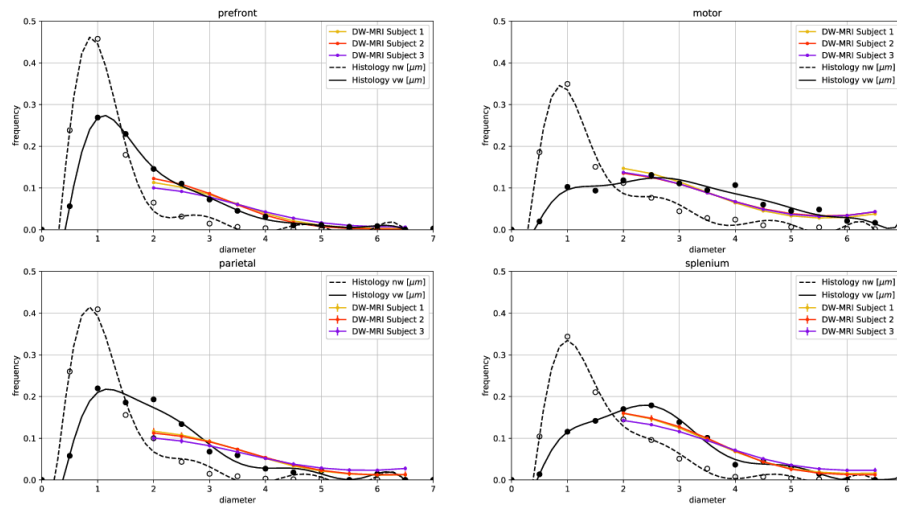 prefront
DW-MRI Subject 1
DW-MRI Subject 2
DW-MRI Subject 3
Histology nw [μm]
Histology vw [μm]
frequency
0.5
0.4
0.3
0.2
0.1
0.0
0 1 2 3 4 5 6 7
diameter
motor
DW-MRI Subject 1
DW-MRI Subject 2
DW-MRI Subject 3
Histology nw [μm]
Histology vw [μm]
frequency
0.5
0.4
0.3
0.2
0.1
0.0
0 1 2 3 4 5 6
diameter
parietal
Histology nw [μm]
Histology vw [μm]
DW-MRI Subject 1
DW-MRI Subject 2
DW-MRI Subject 3
frequency
0.5
0.4
0.3
0.2
0.1
0.0
0 1 2 3 4 5 6 7
diameter
splenium
Histology nw [μm]
Histology vw [μm]
DW-MRI Subject 1
DW-MRI Subject 2
DW-MRI Subject 3
frequency
0.5
0.4
0.3
0.2
0.1
0.0
0 1 2 3 4 5 6
diameter